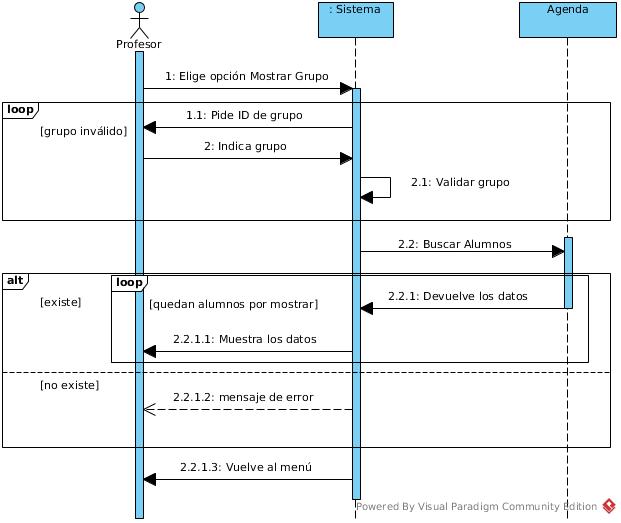 : Sistema
Agenda
Profesor
1: Elige opción Mostrar Grupo
loop
1.1: Pide ID de grupo
[grupo inválido]
2: Indica grupo
2.1: Validar grupo
2.2: Buscar Alumnos
alt
loop
[existe]
[quedan alumnos por mostrar]
2.2.1: Devuelve los datos
2.2.1.1: Muestra los datos
[no existe]
2.2.1.2: mensaje de error
2.2.1.3: Vuelve al menú
Powered By Visual Paradigm Community Edition